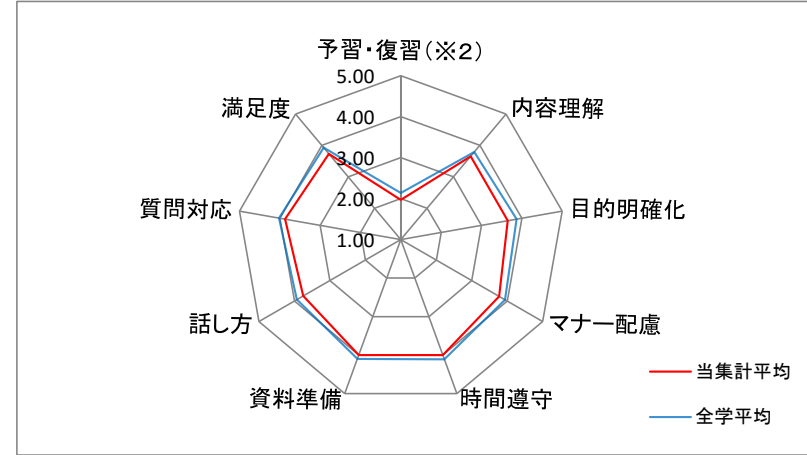 予習・復習(※2)
5.00
4.00
3.00
2.00
1.00
内容理解
目的明確化
マナー配慮
時間遵守
資料準備
話し方
質問対応
満足度
当集計平均
全学平均